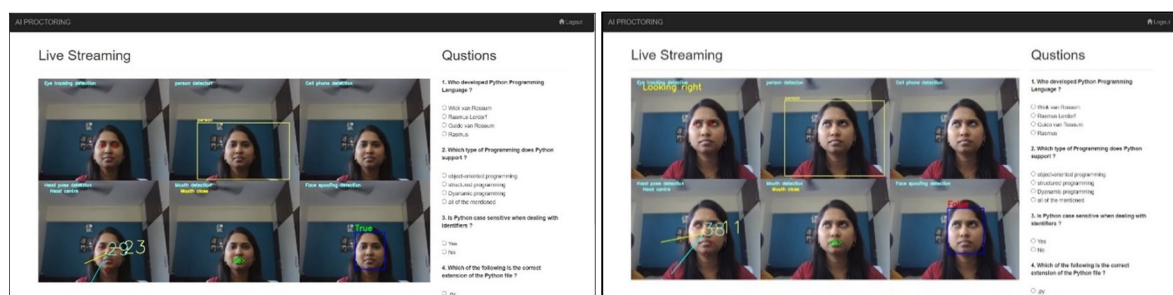 AI PROCTORING
Logout
Live Streaming
Qustions
Eye tracking detection
person detection
Cell phone detection
person
Head pose detection
Head centre
Mouth detection
Mouth close
Face spoofing detection
True
1. Who developed Python Programming
Language ?
Wick van Rossum
Rasmus Lerdorf
Guido van Rossum
Rasmus
2. Which type of Programming does Python
support ?
object-oriented programming
structured programming
Dyanamic programming
all of the mentioned
3. Is Python case sensitive when dealing with
identifiers ?
Yes
No
4. Which of the following is the correct
extension of the Python file ?
.py
AI PROCTORING
Logout
Live Streaming
Qustions
Eye tracking detection
Looking right
person detection
Cell phone detection
person
Head pose detection
Head centre
Mouth detection
Mouth close
Face spoofing detection
1. Who developed Python Programming
Language ?
Wick van Rossum
Rasmus Lerdorf
Guido van Rossum
Rasmus
2. Which type of Programming does Python
support ?
object-oriented programming
structured programming
Dyanamic programming
all of the mentioned
3. Is Python case sensitive when dealing with
identifiers ?
Yes
No
4. Which of the following is the correct
extension of the Python file ?
.py